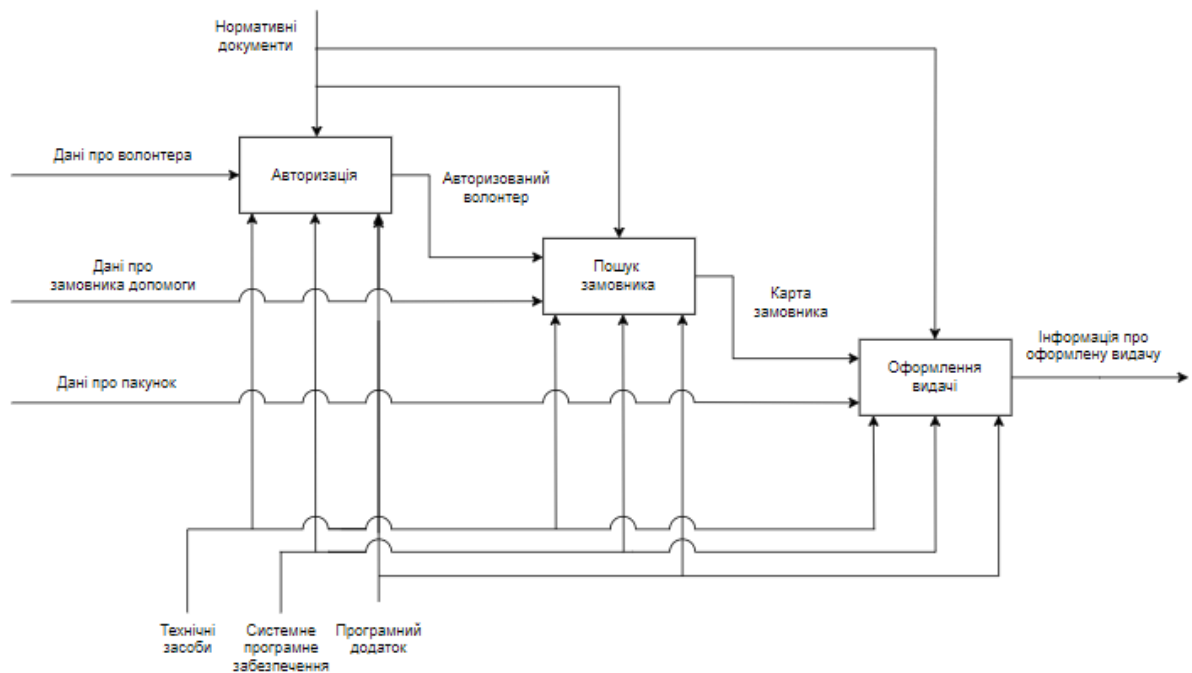 Нормативні
документи
Дані про волонтера
Авторизація
Авторизований
волонтер
Дані про
замовника допомоги
Пошук
замовника
Карта
замовника
Інформація про
оформлену видачу
Дані про пакунок
Оформлення
видачі
Технічні
засоби
Системне
програмне
забезпечення
Програмний
додаток